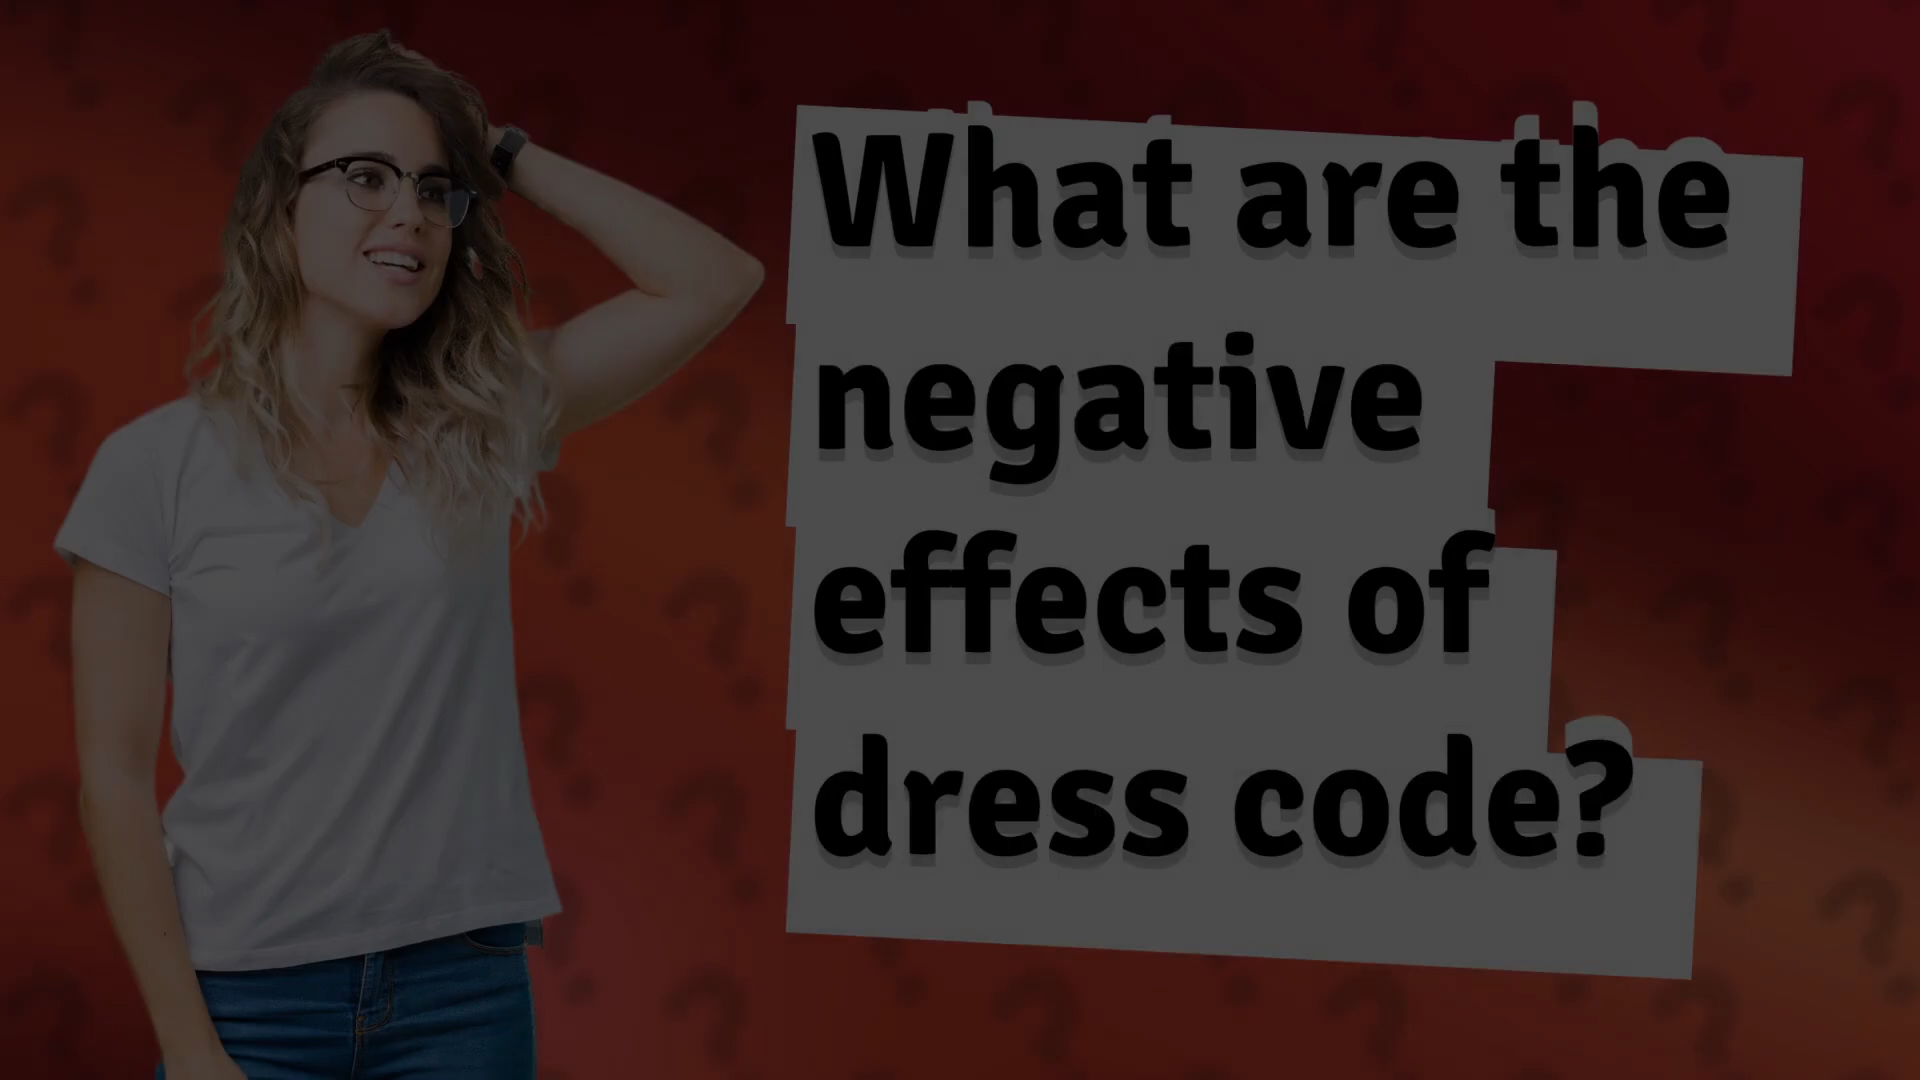 What are the
negative
effects of
dress code?